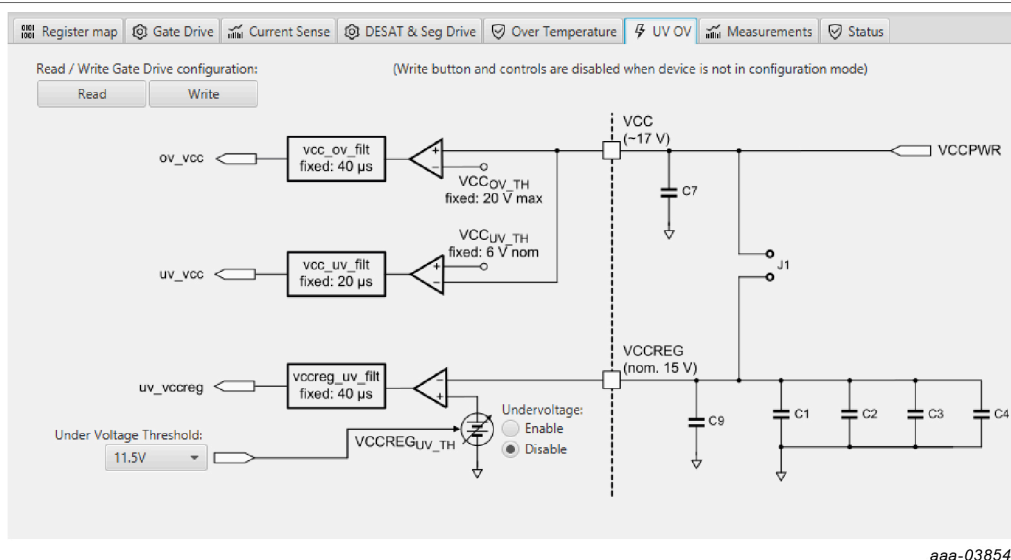 Register map Gate Drive Current Sense DESAT & Seg Drive Over Temperature UV OV Measurements Status
Read / Write Gate Drive configuration:
(Write button and controls are disabled when device is not in configuration mode)
Read Write
VCC
(~17 V)
ov_vcc
vcc_ov_filt
fixed: 40 µs
+
−
VCCOV_TH
fixed: 20 V max
VCCPWR
C7
VCCUV_TH
fixed: 6 V nom
uv_vcc
vcc_uv_filt
fixed: 20 µs
+
−
J1
VCCREG
(nom. 15 V)
uv_vccreg
vccreg_uv_filt
fixed: 40 µs
−
+
Undervoltage:
Enable
Disable
C9
C1
C2
C3
C4
Under Voltage Threshold:
11.5V
VCCREGUV_TH
aaa-03854